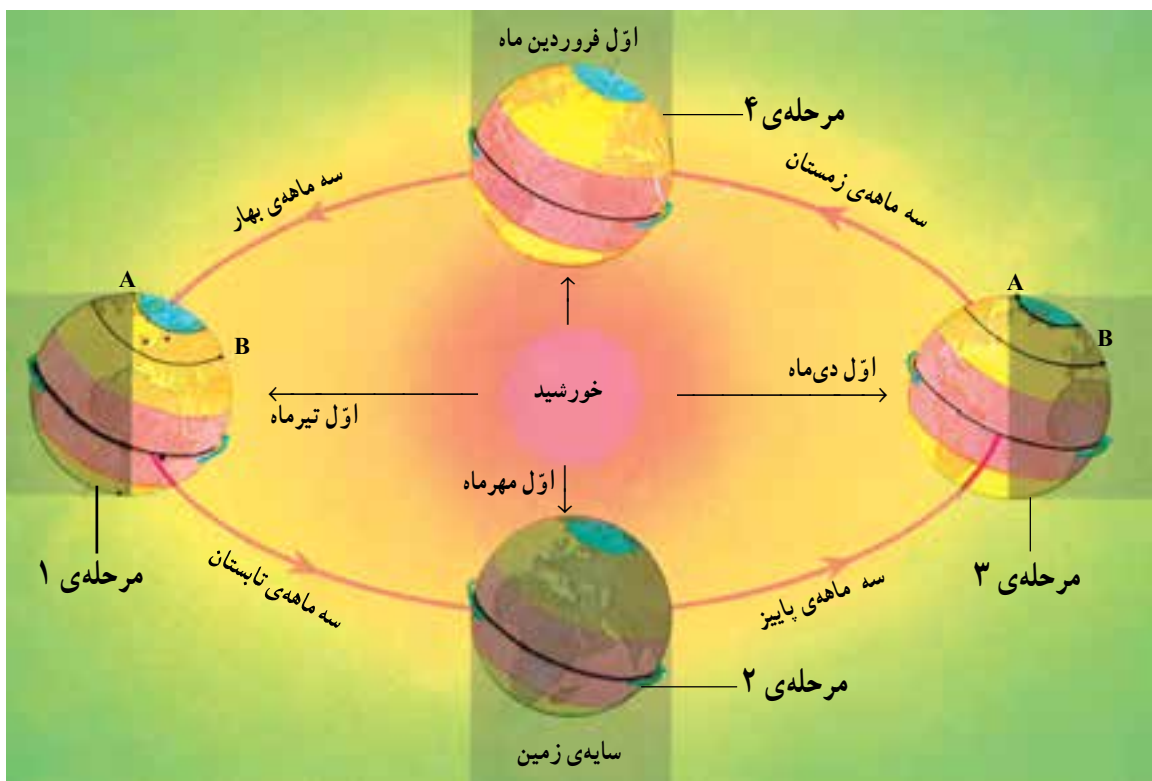 اوّل فروردین ماه
مرحله‌ی ۴
سه ماهه‌ی زمستان
سه ماهه‌ی بهار
A
B
A
B
اوّل دی‌ماه
خورشید
اوّل تیرماه
اوّل مهرماه
مرحله‌ی ۳
سه ماهه‌ی پاییز
سه ماهه‌ی تابستان
مرحله‌ی ۱
مرحله‌ی ۲
سایه‌ی زمین